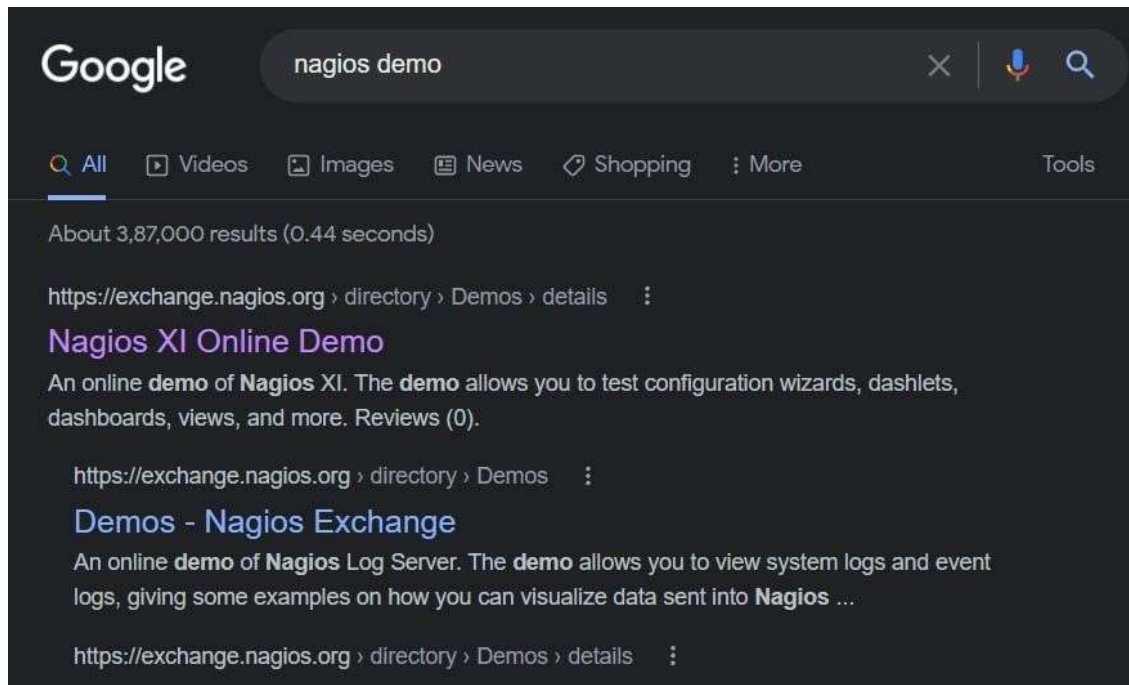 Google
nagios demo
All Videos Images News Shopping More Tools
About 3,87,000 results (0.44 seconds)
https://exchange.nagios.org › directory › Demos › details
Nagios XI Online Demo
An online demo of Nagios XI. The demo allows you to test configuration wizards, dashlets,
dashboards, views, and more. Reviews (0).
https://exchange.nagios.org › directory › Demos
Demos - Nagios Exchange
An online demo of Nagios Log Server. The demo allows you to view system logs and event
logs, giving some examples on how you can visualize data sent into Nagios ...
https://exchange.nagios.org › directory › Demos › details